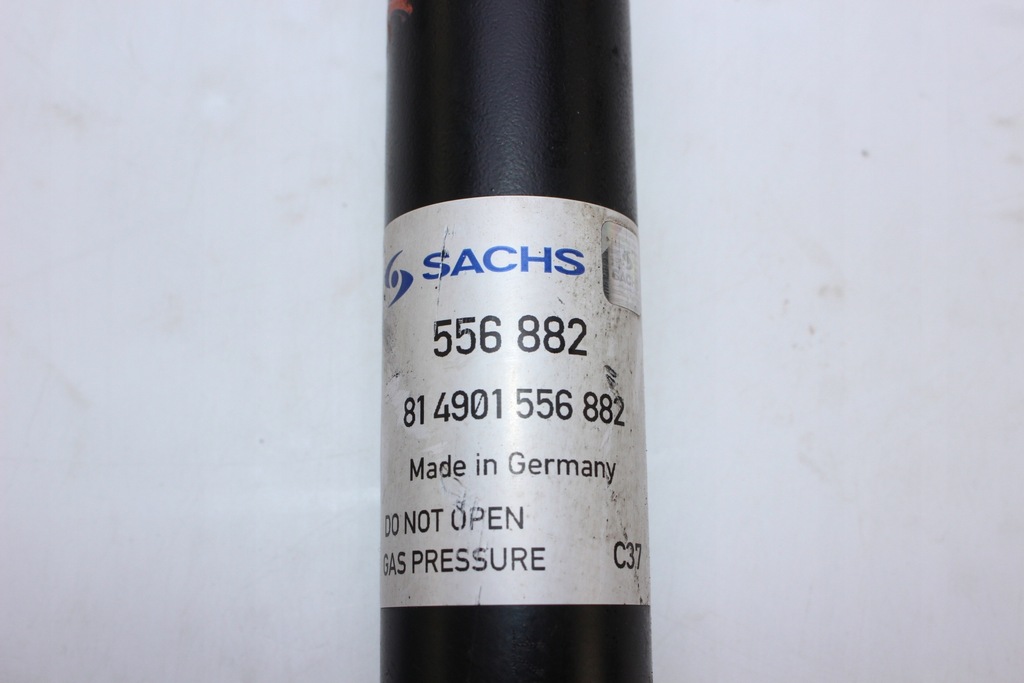 SACHS
556 882
81 4901 556 882
Made in Germany
DO NOT OPEN
GAS PRESSURE C37